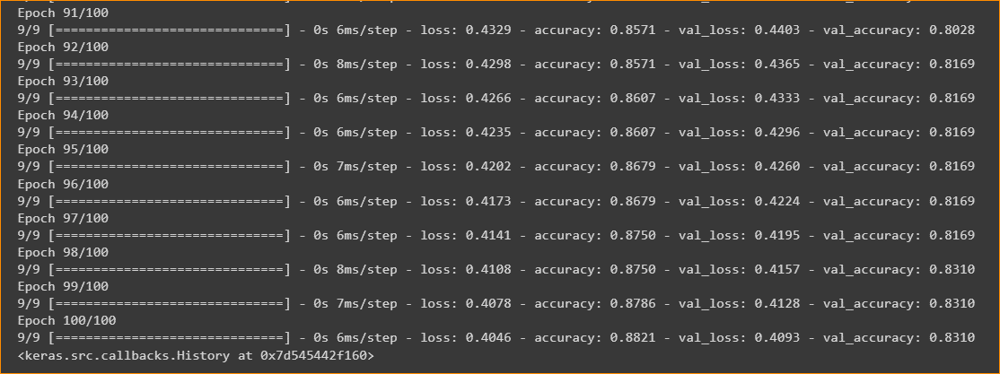 Epoch 91/100
9/9 [==============================] - 0s 6ms/step - loss: 0.4329 - accuracy: 0.8571 - val_loss: 0.4403 - val_accuracy: 0.8028
Epoch 92/100
9/9 [==============================] - 0s 8ms/step - loss: 0.4298 - accuracy: 0.8571 - val_loss: 0.4365 - val_accuracy: 0.8169
Epoch 93/100
9/9 [==============================] - 0s 6ms/step - loss: 0.4266 - accuracy: 0.8607 - val_loss: 0.4333 - val_accuracy: 0.8169
Epoch 94/100
9/9 [==============================] - 0s 6ms/step - loss: 0.4235 - accuracy: 0.8607 - val_loss: 0.4296 - val_accuracy: 0.8169
Epoch 95/100
9/9 [==============================] - 0s 7ms/step - loss: 0.4202 - accuracy: 0.8679 - val_loss: 0.4260 - val_accuracy: 0.8169
Epoch 96/100
9/9 [==============================] - 0s 6ms/step - loss: 0.4173 - accuracy: 0.8679 - val_loss: 0.4224 - val_accuracy: 0.8169
Epoch 97/100
9/9 [==============================] - 0s 6ms/step - loss: 0.4141 - accuracy: 0.8750 - val_loss: 0.4195 - val_accuracy: 0.8169
Epoch 98/100
9/9 [==============================] - 0s 8ms/step - loss: 0.4108 - accuracy: 0.8750 - val_loss: 0.4157 - val_accuracy: 0.8310
Epoch 99/100
9/9 [==============================] - 0s 7ms/step - loss: 0.4078 - accuracy: 0.8786 - val_loss: 0.4128 - val_accuracy: 0.8310
Epoch 100/100
9/9 [==============================] - 0s 6ms/step - loss: 0.4046 - accuracy: 0.8821 - val_loss: 0.4093 - val_accuracy: 0.8310
<keras.src.callbacks.History at 0x7d545442f160>